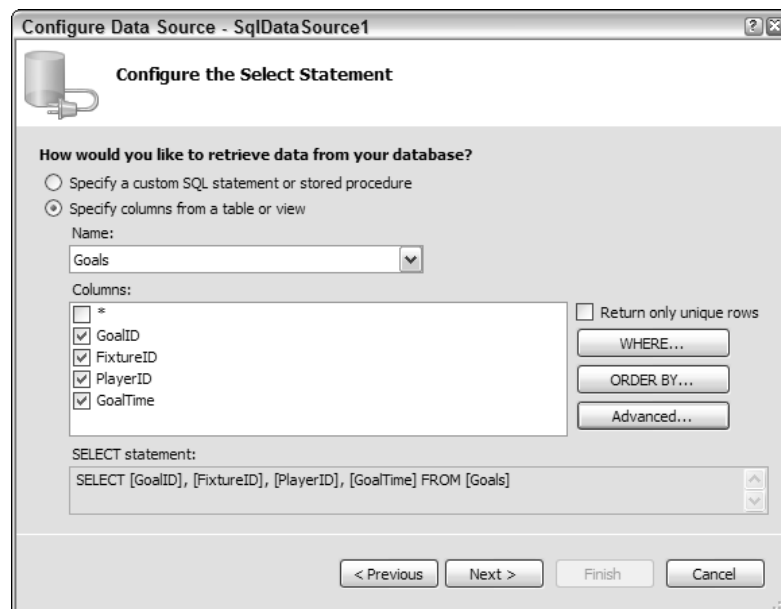 Configure Data Source - SqlDataSource1
Configure the Select Statement
How would you like to retrieve data from your database?
Specify a custom SQL statement or stored procedure
Specify columns from a table or view
Name:
Goals
Columns:
*
GoalID
FixtureID
PlayerID
GoalTime
Return only unique rows
WHERE...
ORDER BY...
Advanced...
SELECT statement:
SELECT [GoalID], [FixtureID], [PlayerID], [GoalTime] FROM [Goals]
< Previous Next > Finish Cancel